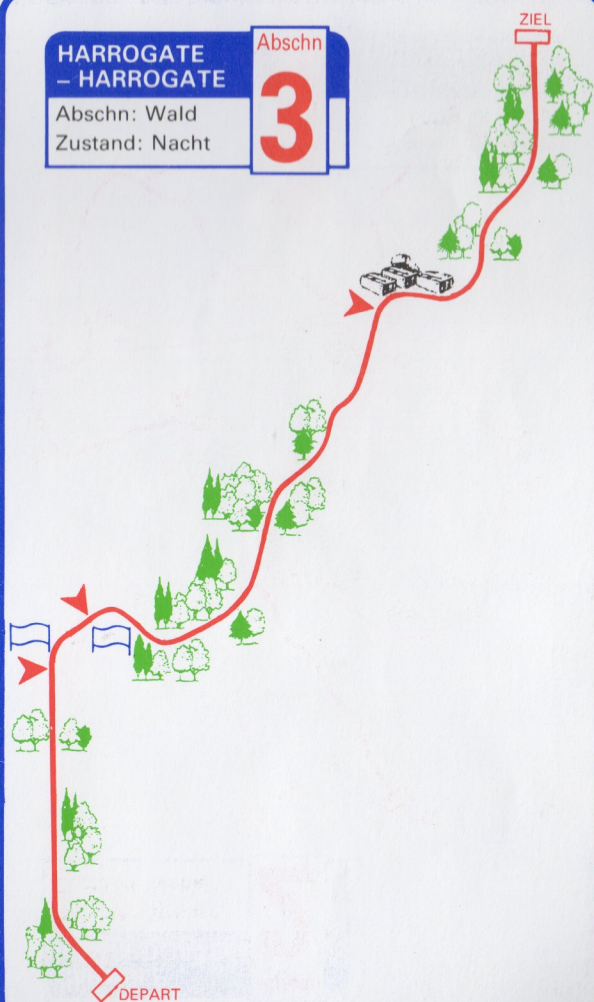 HARROGATE
– HARROGATE
Abschn: Wald
Zustand: Nacht
Abschn
3
ZIEL
DEPART